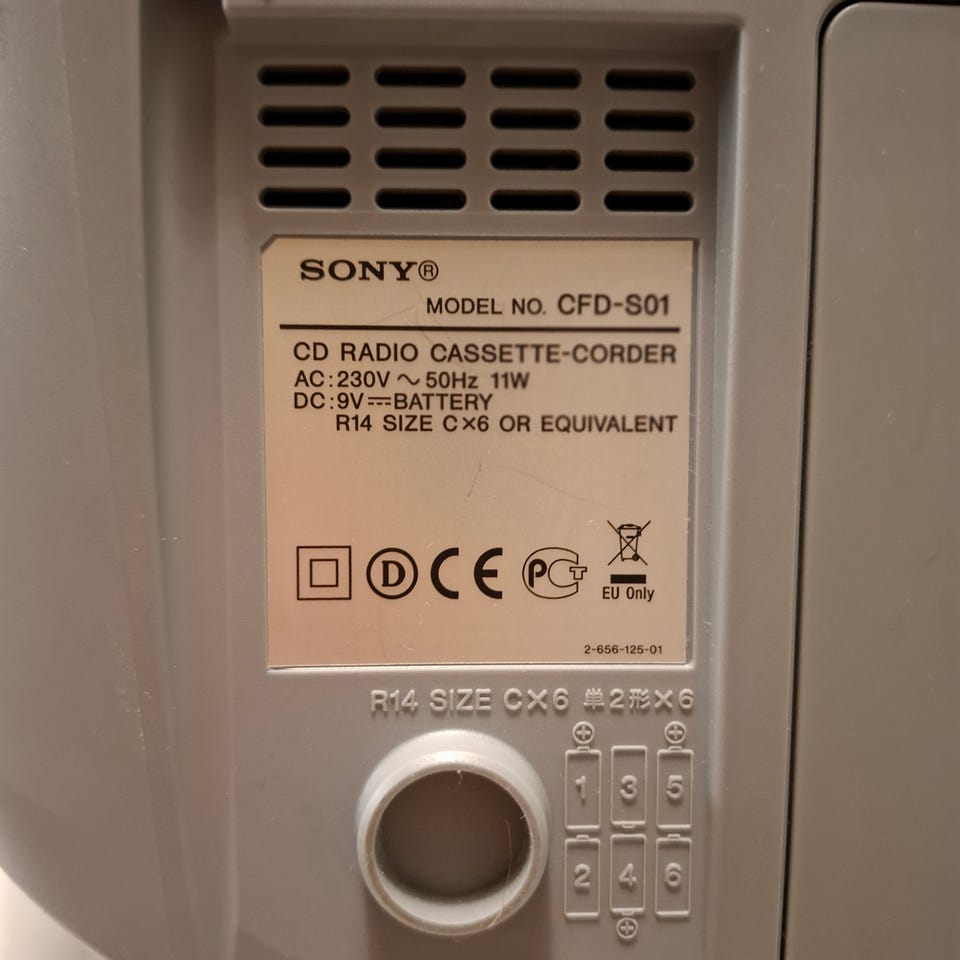 SONY®
MODEL NO. CFD-S01
CD RADIO CASSETTE-CORDER
AC:230V ～ 50Hz 11W
DC:9V⎓BATTERY
R14 SIZE C×6 OR EQUIVALENT
D CE PCT
EU Only
2-656-125-01
R14 SIZE C×6 単2形×6
1 3 5
2 4 6